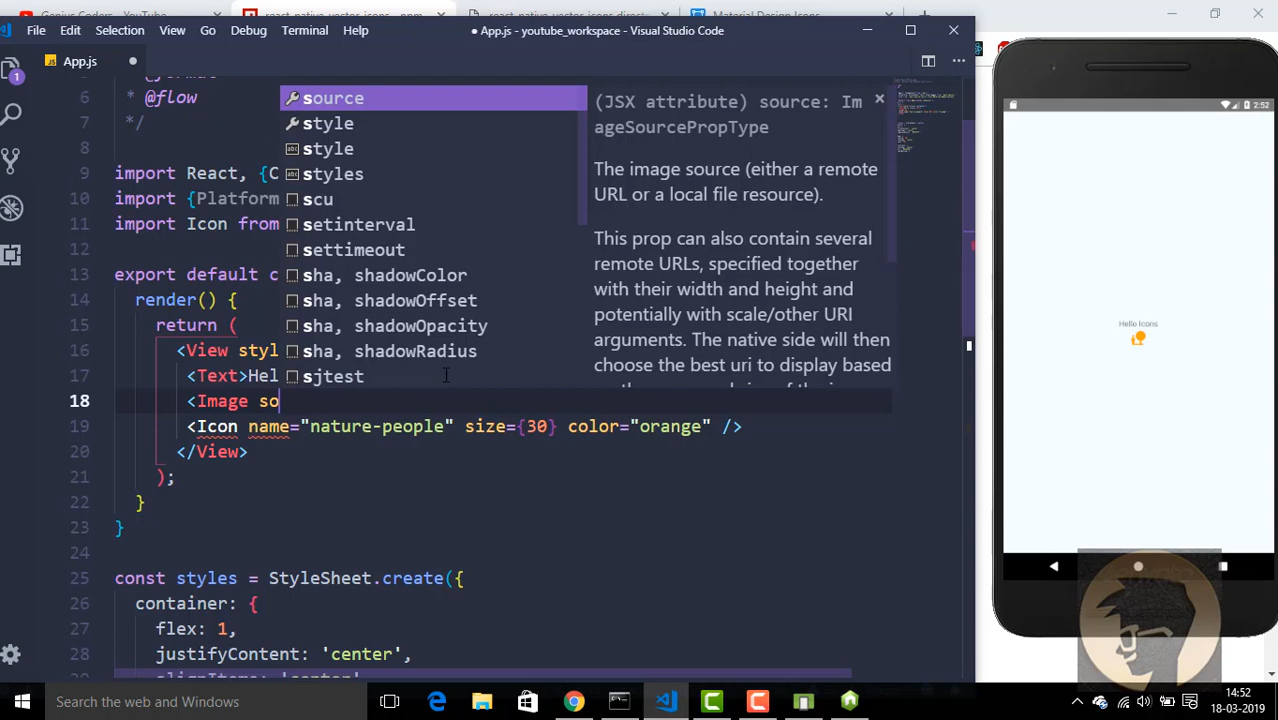 File Edit Selection View Go Debug Terminal Help
● App.js - youtube_workspace - Visual Studio Code
JS App.js ●
1
6 * @flow
7 */
8
9 import React, {C
10 import {Platform
11 import Icon from
12
13 export default c
14 render() {
15 return (
16 <View styl
17 <Text>Hel
18 <Image so
19 <Icon name="nature-people" size={30} color="orange" />
20 </View>
21 );
22 }
23 }
24
25 const styles = StyleSheet.create({
26 container: {
27 flex: 1,
28 justifyContent: 'center',
source
style
style
styles
scu
setinterval
settimeout
sha, shadowColor
sha, shadowOffset
sha, shadowOpacity
sha, shadowRadius
sjtest
(JSX attribute) source: Im
ageSourcePropType
The image source (either a remote
URL or a local file resource).
This prop can also contain several
remote URLs, specified together
with their width and height and
potentially with scale/other URI
arguments. The native side will then
choose the best uri to display based
2:52
Hello Icons
Search the web and Windows
14:52
18-03-2019